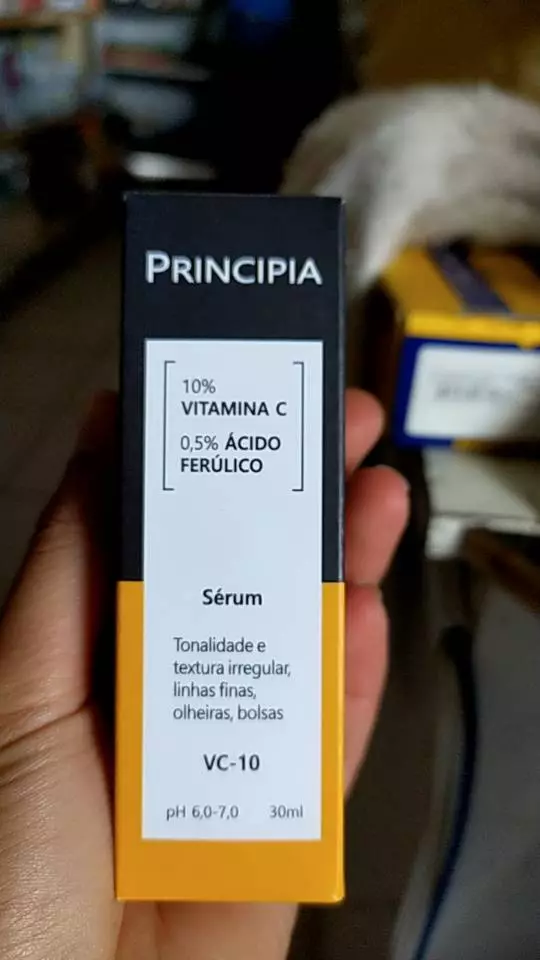 PRINCIPIA
10%
VITAMINA C
0,5% ÁCIDO
FERÚLICO
Sérum
Tonalidade e
textura irregular,
linhas finas,
olheiras, bolsas
VC-10
pH 6,0-7,0 30ml